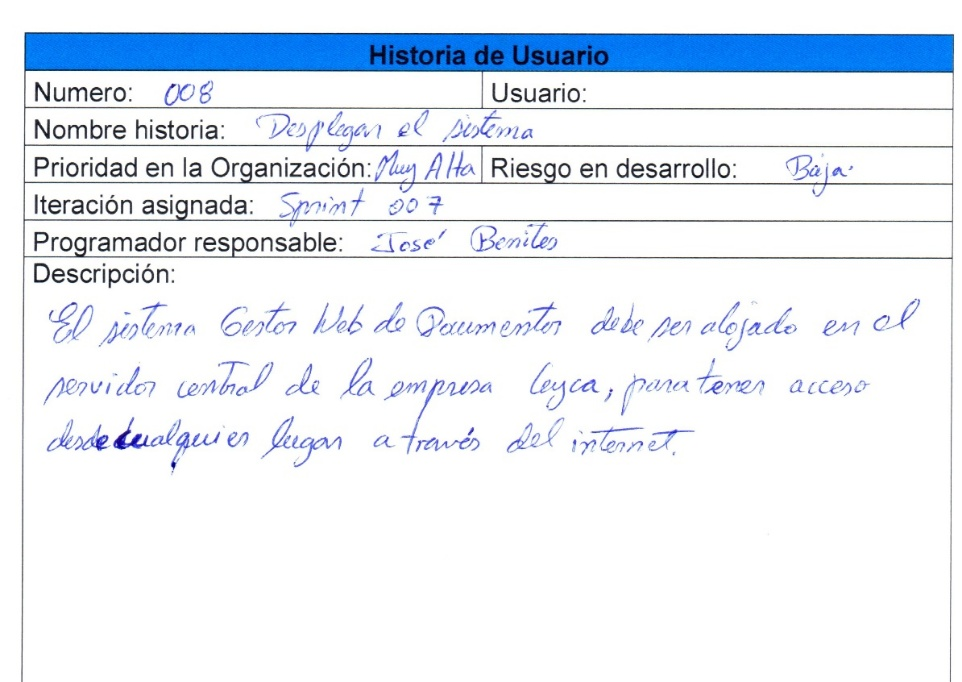 Historia de Usuario
Numero: 008 Usuario:
Nombre historia: Desplegar el sistema
Prioridad en la Organización: Muy Alta Riesgo en desarrollo: Baja.
Iteración asignada: Sprint 007
Programador responsable: José Benites
Descripción:
El sistema Gestor Web de Documentos debe ser alojado en el
servidor central de la empresa , para tener acceso
desde cualquier lugar a través del internet.